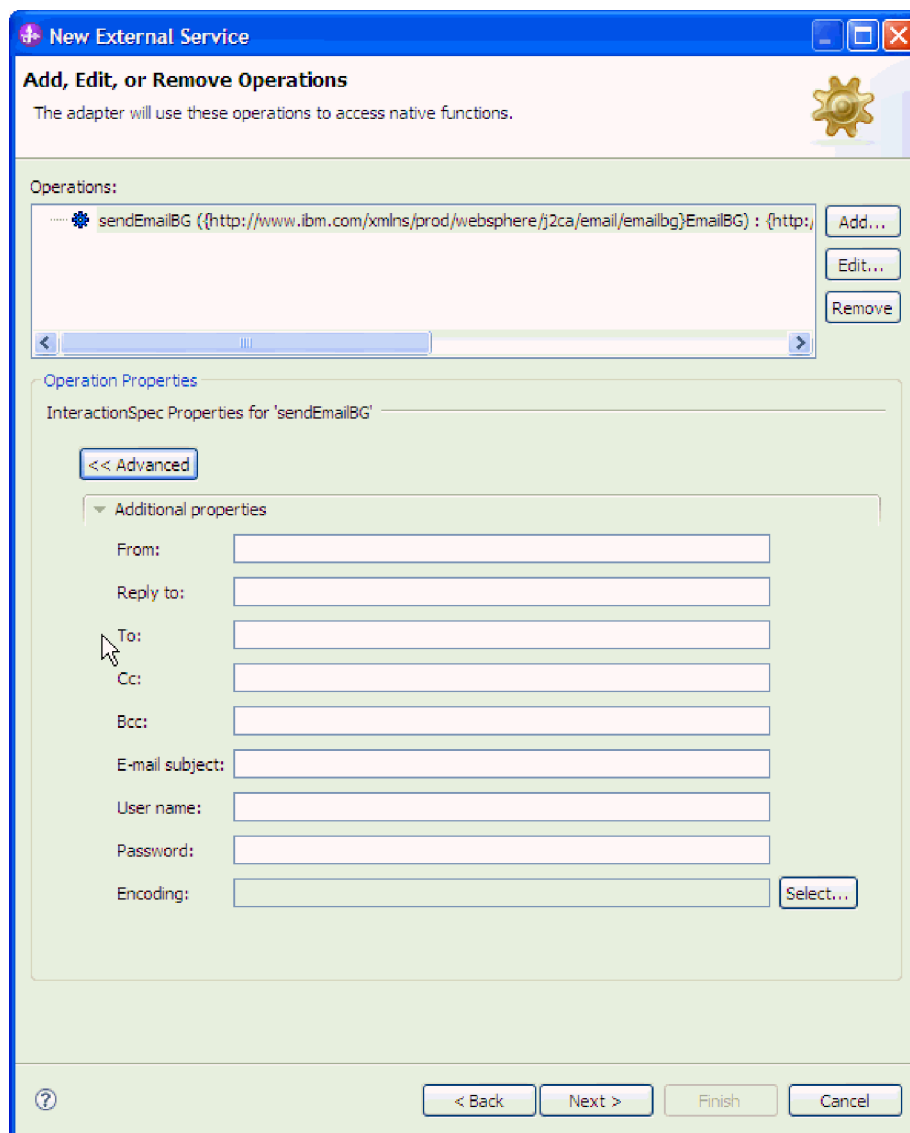 New External Service
Add, Edit, or Remove Operations
The adapter will use these operations to access native functions.
Operations:
sendEmailBG ({http://www.ibm.com/xmlns/prod/websphere/j2ca/email/emailbg}EmailBG) : {http:/
Add...
Edit...
Remove
Operation Properties
InteractionSpec Properties for 'sendEmailBG'
<< Advanced
Additional properties
From:
Reply to:
To:
Cc:
Bcc:
E-mail subject:
User name:
Password:
Encoding:
Select...
?
< Back
Next >
Finish
Cancel